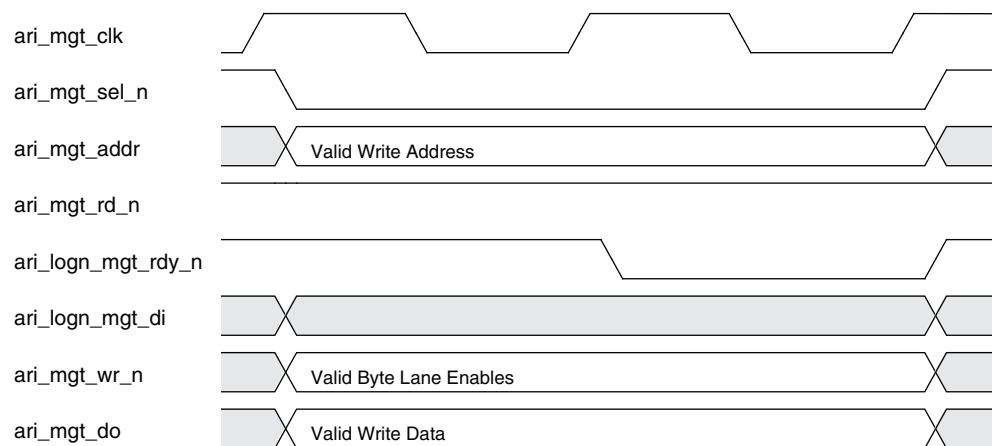 ari_mgt_clk
ari_mgt_sel_n
ari_mgt_addr Valid Write Address
ari_mgt_rd_n
ari_logn_mgt_rdy_n
ari_logn_mgt_di
ari_mgt_wr_n Valid Byte Lane Enables
ari_mgt_do Valid Write Data